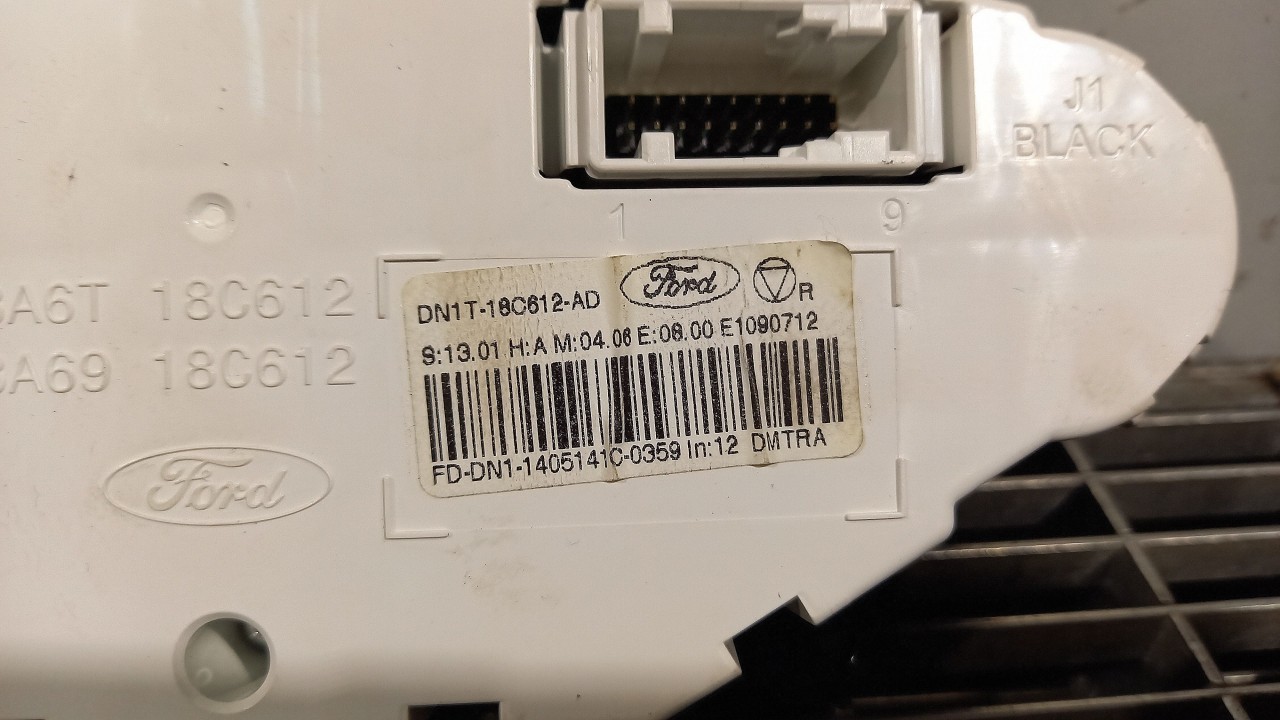 J1
BLACK
1 9
A6T 18C612
A69 18C612
Ford
DN1T-18C612-AD Ford R
S:13.01 H:A M:04.06 E:08.00 E1090712
FD-DN1-1405141C-0359 In:12 DMTRA